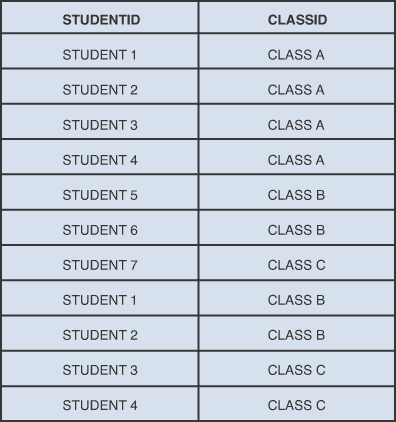 STUDENTID CLASSID
STUDENT 1 CLASS A
STUDENT 2 CLASS A
STUDENT 3 CLASS A
STUDENT 4 CLASS A
STUDENT 5 CLASS B
STUDENT 6 CLASS B
STUDENT 7 CLASS C
STUDENT 1 CLASS B
STUDENT 2 CLASS B
STUDENT 3 CLASS C
STUDENT 4 CLASS C